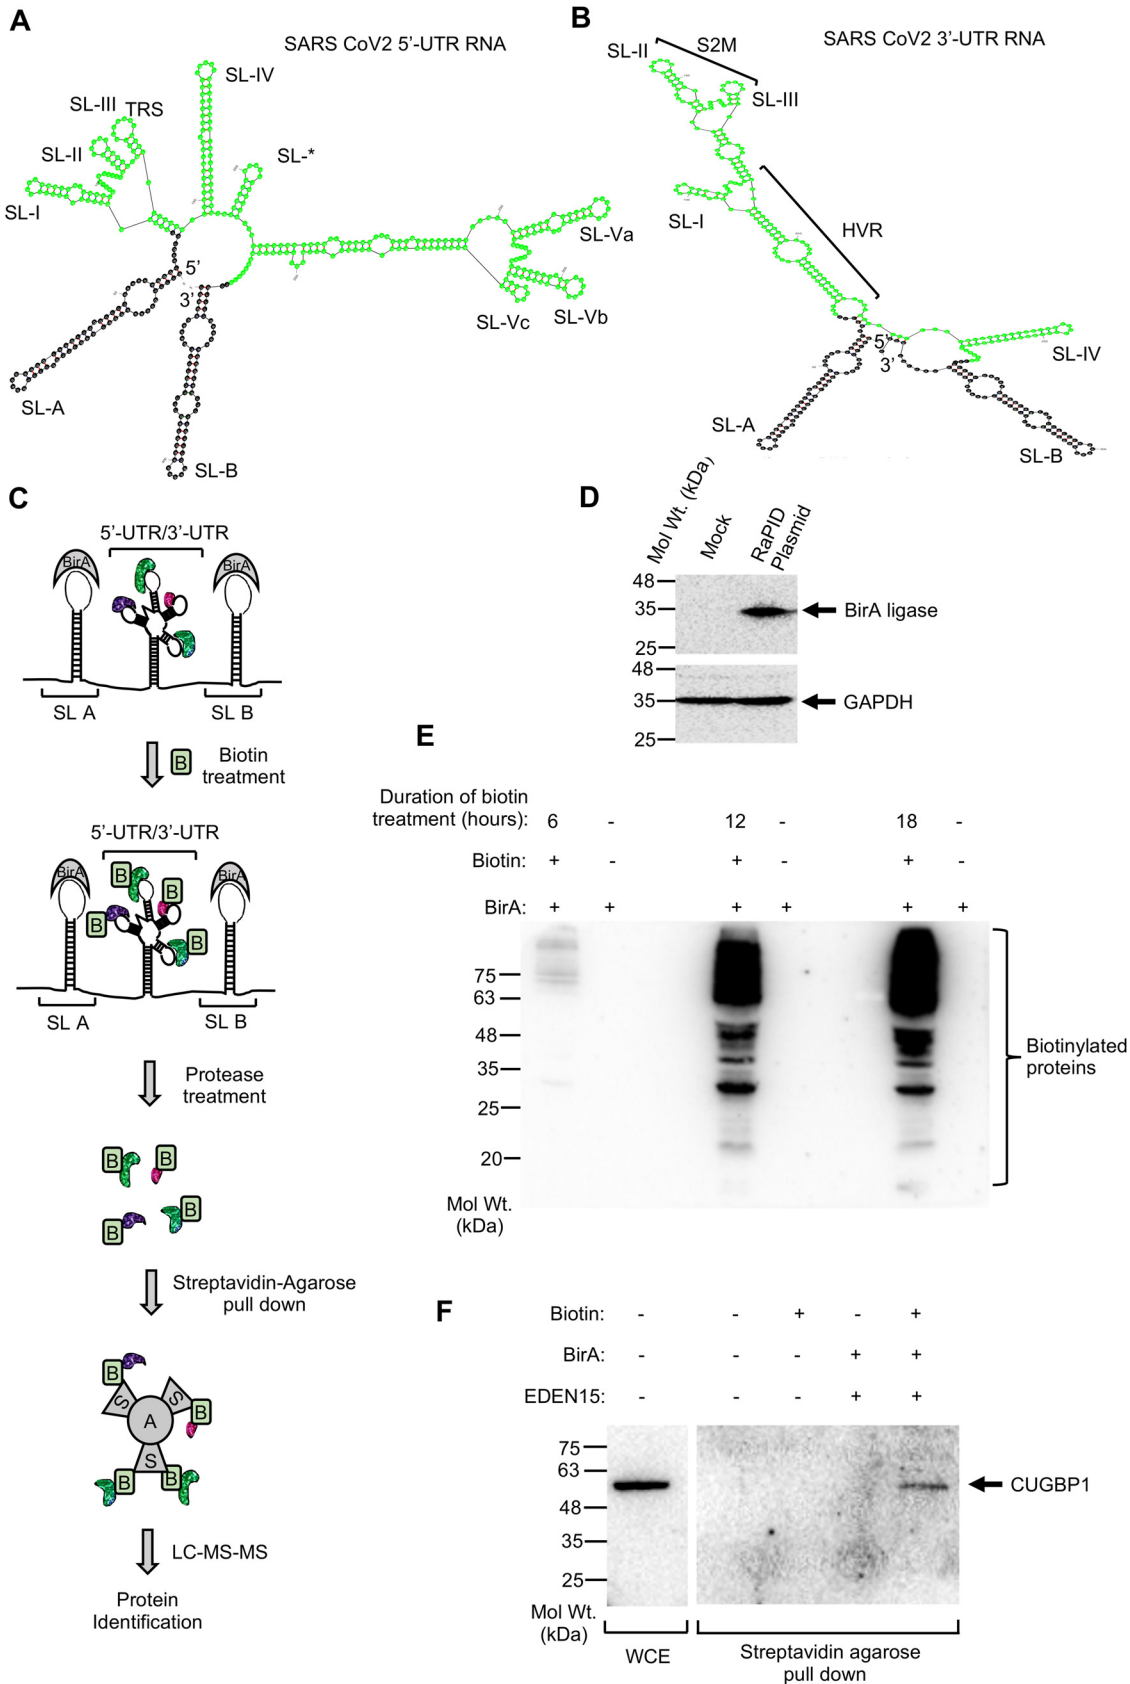 A
SARS CoV2 5’-UTR RNA
SL-IV
SL-III
TRS
SL-II
SL-*
SL-I
SL-Va
5’
3’
SL-Vc
SL-Vb
SL-A
SL-B
B
SARS CoV2 3’-UTR RNA
SL-II
S2M
SL-III
SL-I
HVR
5’
3’
SL-IV
SL-A
SL-B
C
5’-UTR/3’-UTR
BirA
BirA
SL A
SL B
B
Biotin
treatment
5’-UTR/3’-UTR
BirA
BirA
B
B
B
B
SL A
SL B
Protease
treatment
B
B
B
B
Streptavidin-Agarose
pull down
B
S
S
B
A
S
B
B
LC-MS-MS
Protein
Identification
D
Mol Wt. (kDa)
Mock
RaPID
Plasmid
48
35
25
BirA ligase
48
35
25
GAPDH
E
Duration of biotin
treatment (hours): 6 - 12 - 18 -
Biotin: + - + - + -
BirA: + + + + + +
75
63
48
35
25
20
Mol Wt.
(kDa)
Biotinylated
proteins
F
Biotin: - - + - +
BirA: - - - + +
EDEN15: - - - + +
75
63
48
35
25
CUGBP1
Mol Wt.
(kDa)
WCE
Streptavidin agarose
pull down